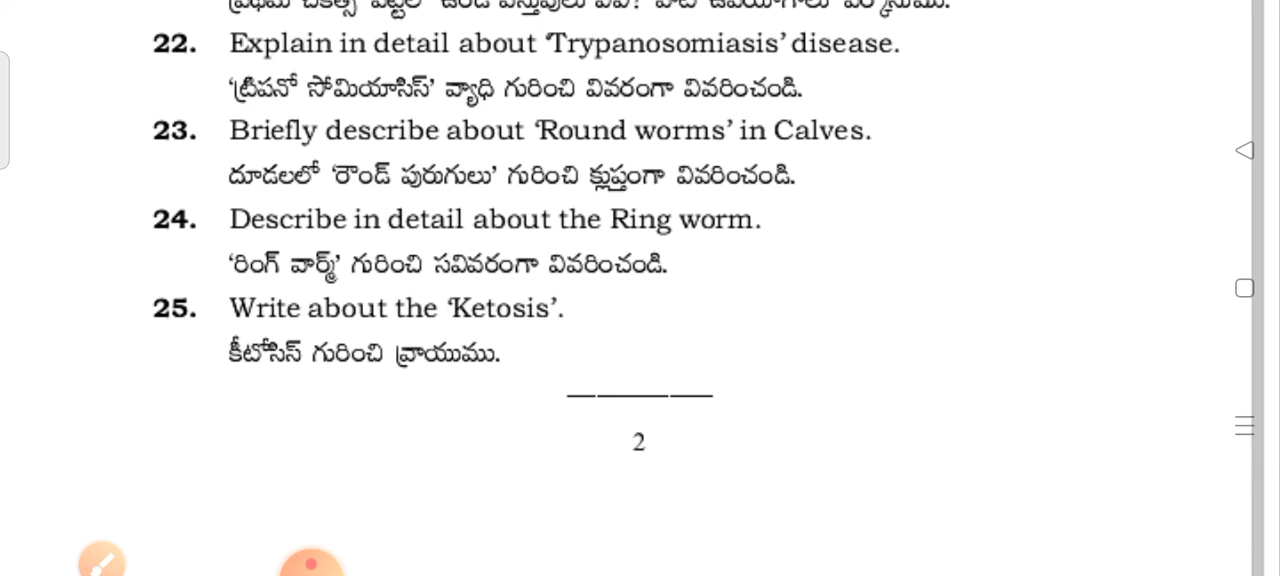 22. Explain in detail about ‘Trypanosomiasis’ disease.
‘ట్రిపనో సోమియాసిస్’ వ్యాధి గురించి వివరంగా వివరించండి.
23. Briefly describe about ‘Round worms’ in Calves.
దూడలలో ‘రౌండ్ పురుగులు’ గురించి క్లుప్తంగా వివరించండి.
24. Describe in detail about the Ring worm.
‘రింగ్ వార్మ్’ గురించి సవివరంగా వివరించండి.
25. Write about the ‘Ketosis’.
కీటోసిస్ గురించి వ్రాయుము.
2